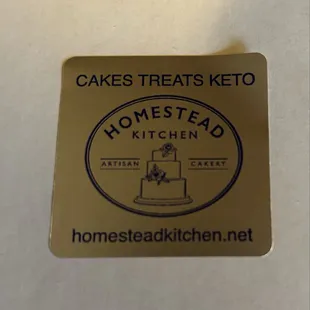 CAKES TREATS KETO
HOMESTEAD
KITCHEN
ARTISAN CAKERY
homesteadkitchen.net